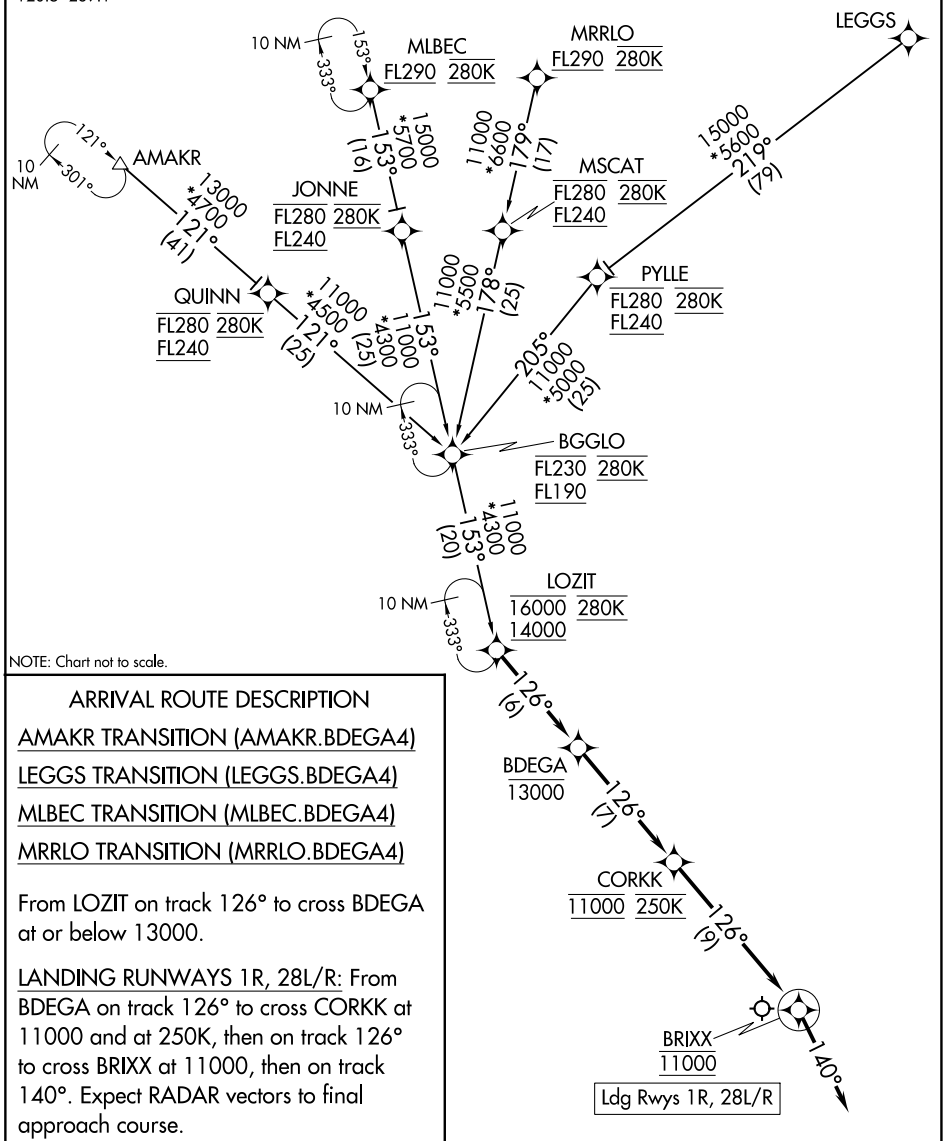 LEGGS
10 NM
153°
333°
MLBEC
FL290 280K
MRRLO
FL290 280K
121°
301°
10 NM
AMAKR
15000
*5700
153°
(16)
11000
*6600
179°
(17)
15000
*5600
219°
(79)
13000
*4700
121°
(41)
JONNE
FL280 280K
FL240
MSCAT
FL280 280K
FL240
QUINN
FL280 280K
FL240
PYLLE
FL280 280K
FL240
11000
*4500
121°
(25)
153°
11000
*4300
(25)
11000
*5500
178°
(25)
205°
11000
*5000
(25)
10 NM
333°
BGGLO
FL230 280K
FL190
11000
*4300
153°
(20)
10 NM
333°
LOZIT
16000 280K
14000
126°
(6)
BDEGA
13000
126°
(7)
CORKK
11000 250K
126°
(9)
BRIXX
11000
140°
Ldg Rwys 1R, 28L/R
NOTE: Chart not to scale.
ARRIVAL ROUTE DESCRIPTION
AMAKR TRANSITION (AMAKR.BDEGA4)
LEGGS TRANSITION (LEGGS.BDEGA4)
MLBEC TRANSITION (MLBEC.BDEGA4)
MRRLO TRANSITION (MRRLO.BDEGA4)
From LOZIT on track 126° to cross BDEGA
at or below 13000.
LANDING RUNWAYS 1R, 28L/R: From
BDEGA on track 126° to cross CORKK at
11000 and at 250K, then on track 126°
to cross BRIXX at 11000, then on track
140°. Expect RADAR vectors to final
approach course.